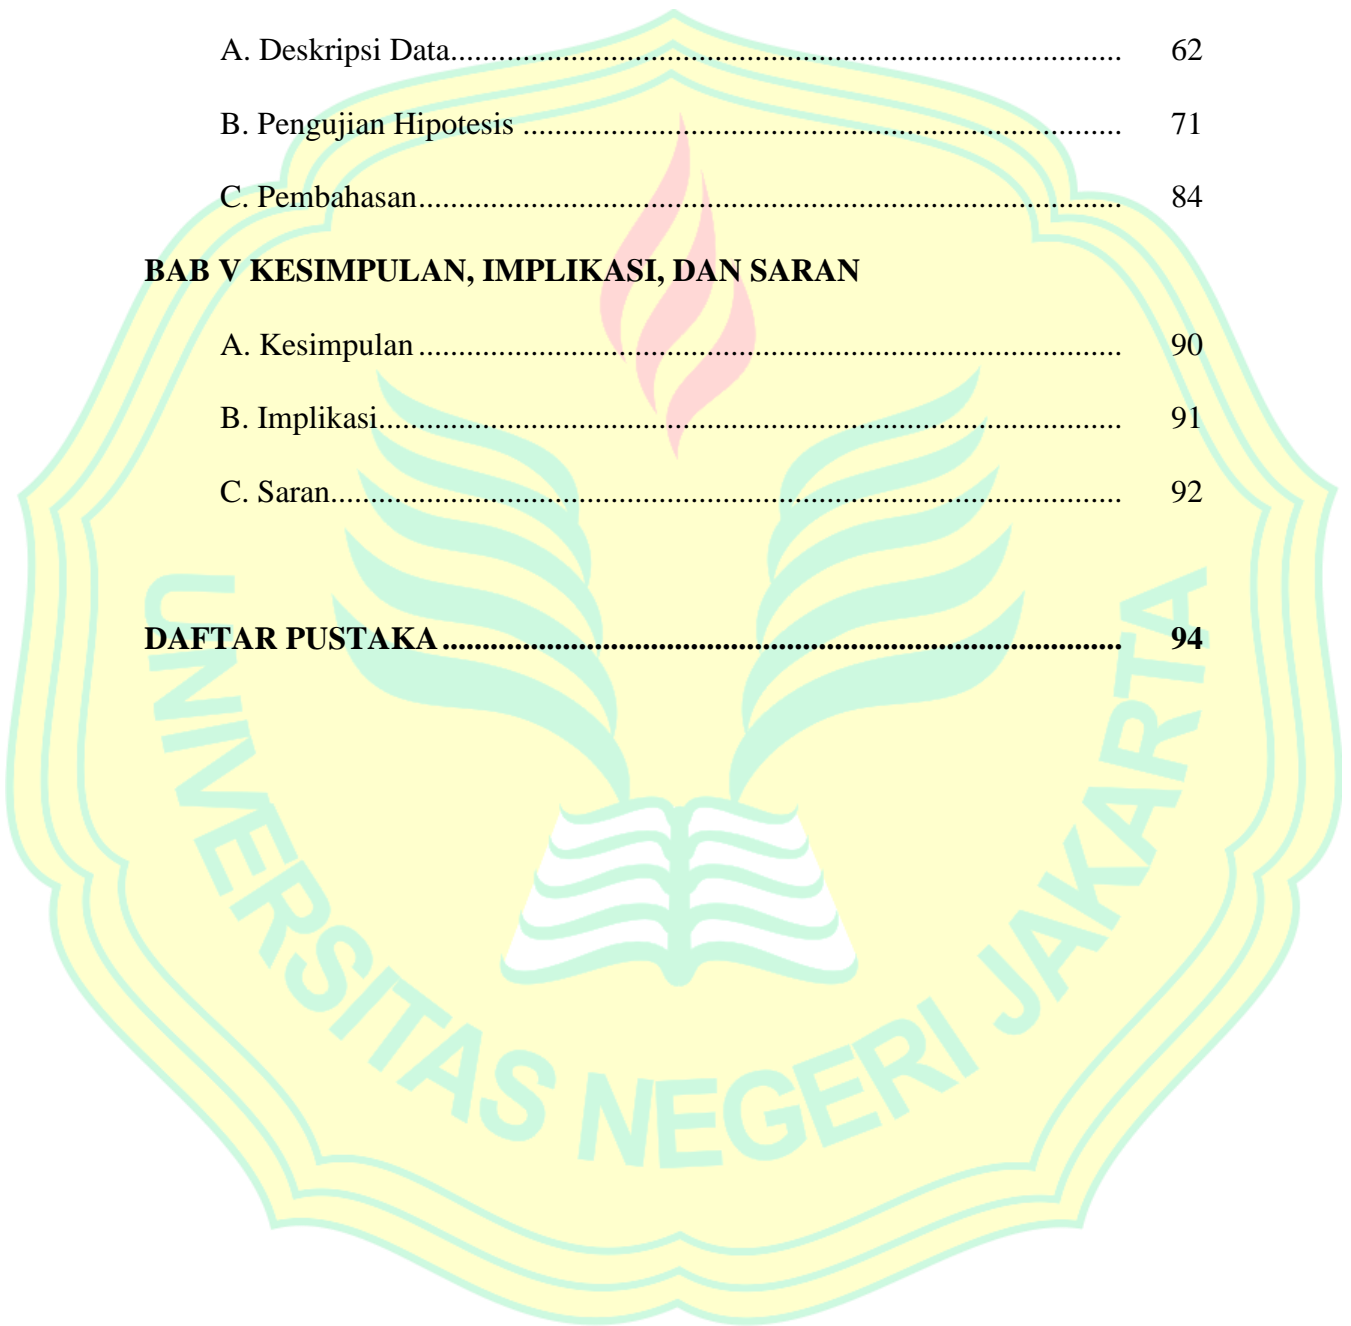 A. Deskripsi Data..................................................................................... 62
B. Pengujian Hipotesis ........................................................................... 71
C. Pembahasan......................................................................................... 84
BAB V KESIMPULAN, IMPLIKASI, DAN SARAN
A. Kesimpulan ......................................................................................... 90
B. Implikasi.............................................................................................. 91
C. Saran.................................................................................................... 92
DAFTAR PUSTAKA ..................................................................................... 94
UNIVERSITAS NEGERI JAKARTA